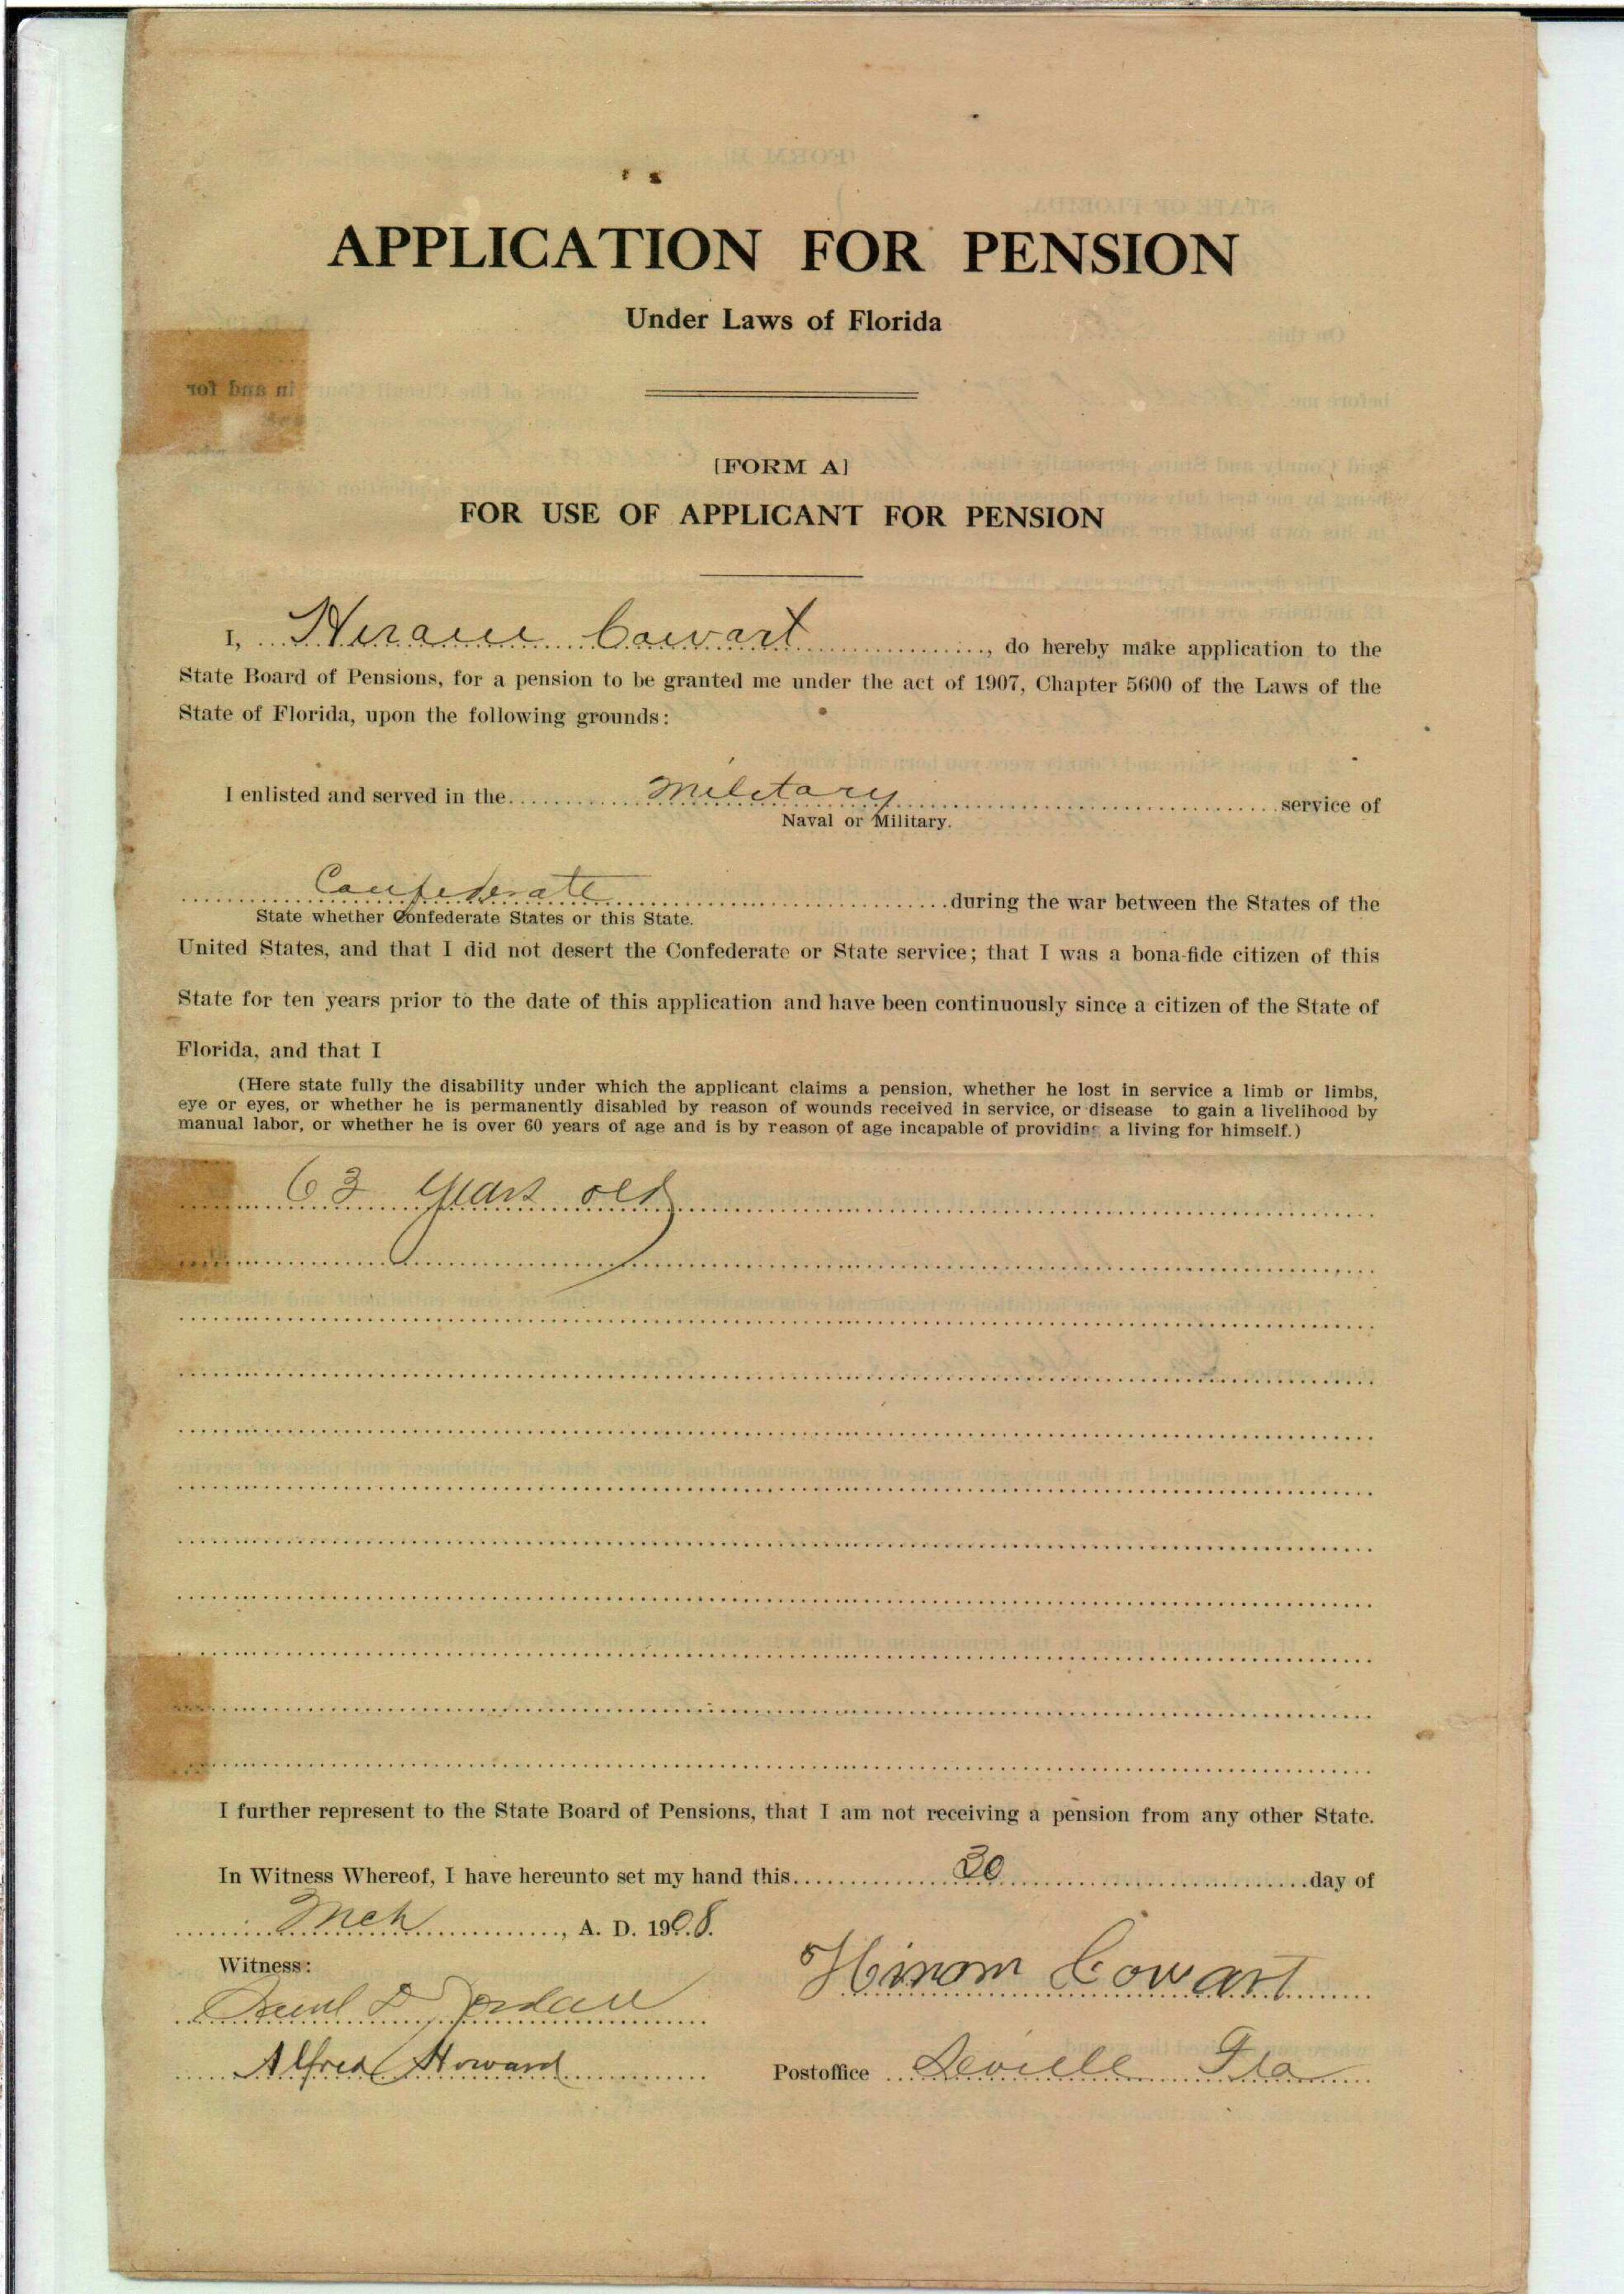 APPLICATION FOR PENSION
Under Laws of Florida
[FORM A]
FOR USE OF APPLICANT FOR PENSION
I, Hiram Cowart, do hereby make application to the
State Board of Pensions, for a pension to be granted me under the act of 1907, Chapter 5600 of the Laws of the
State of Florida, upon the following grounds:
I enlisted and served in the Military service of
Naval or Military.
Confederate during the war between the States of the
State whether Confederate States or this State.
United States, and that I did not desert the Confederate or State service; that I was a bona-fide citizen of this
State for ten years prior to the date of this application and have been continuously since a citizen of the State of
Florida, and that I
(Here state fully the disability under which the applicant claims a pension, whether he lost in service a limb or limbs,
eye or eyes, or whether he is permanently disabled by reason of wounds received in service, or disease to gain a livelihood by
manual labor, or whether he is over 60 years of age and is by reason of age incapable of providing a living for himself.)
63 years old
I further represent to the State Board of Pensions, that I am not receiving a pension from any other State.
In Witness Whereof, I have hereunto set my hand this 30 day of
Mch, A. D. 1908.
Witness:
Hirom Cowart
D Jordan
Alfred Howard
Postoffice Seville Fla